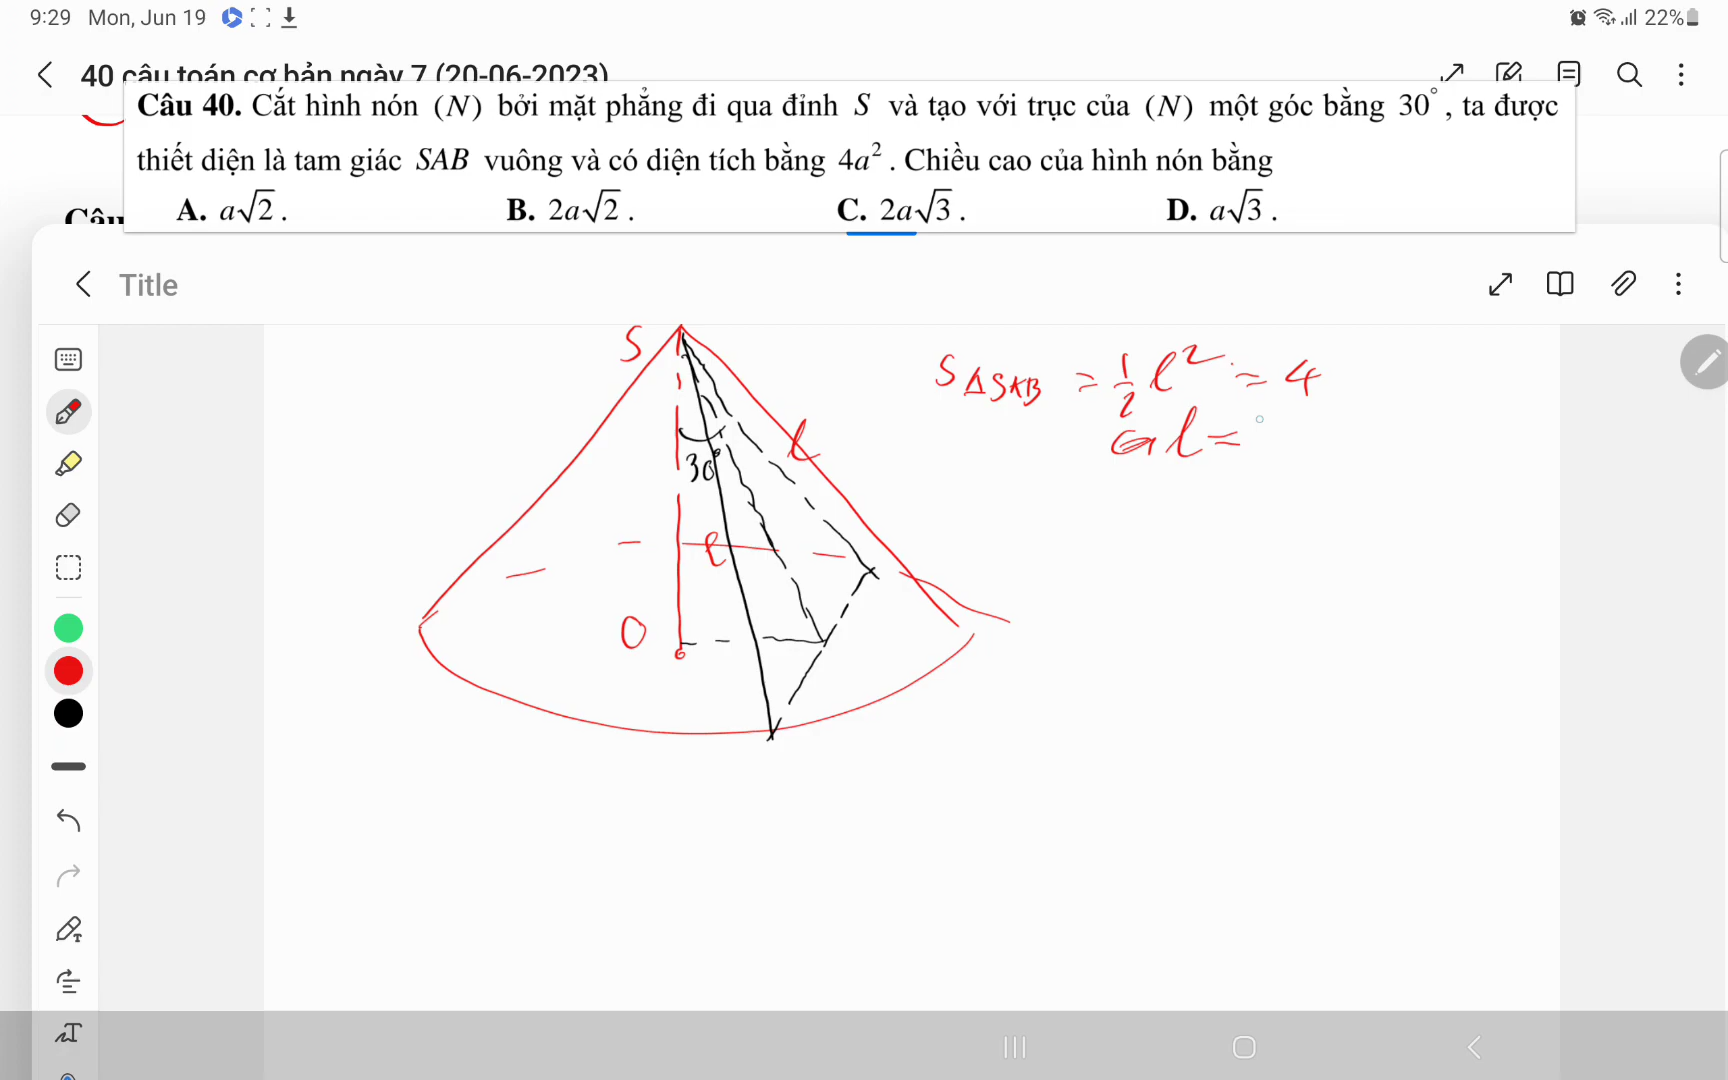 9:29 Mon, Jun 19 22%
40 câu toán cơ bản ngày 7 (20-06-2023)
Câu 40. Cắt hình nón (N) bởi mặt phẳng đi qua đỉnh S và tạo với trục của (N) một góc bằng 30°, ta được
thiết diện là tam giác SAB vuông và có diện tích bằng 4a². Chiều cao của hình nón bằng
A. a√2. B. 2a√2. C. 2a√3. D. a√3.
Câu
Title
S
S ΔSAB = 1/2 l² = 4
l =
l
30°
l
O